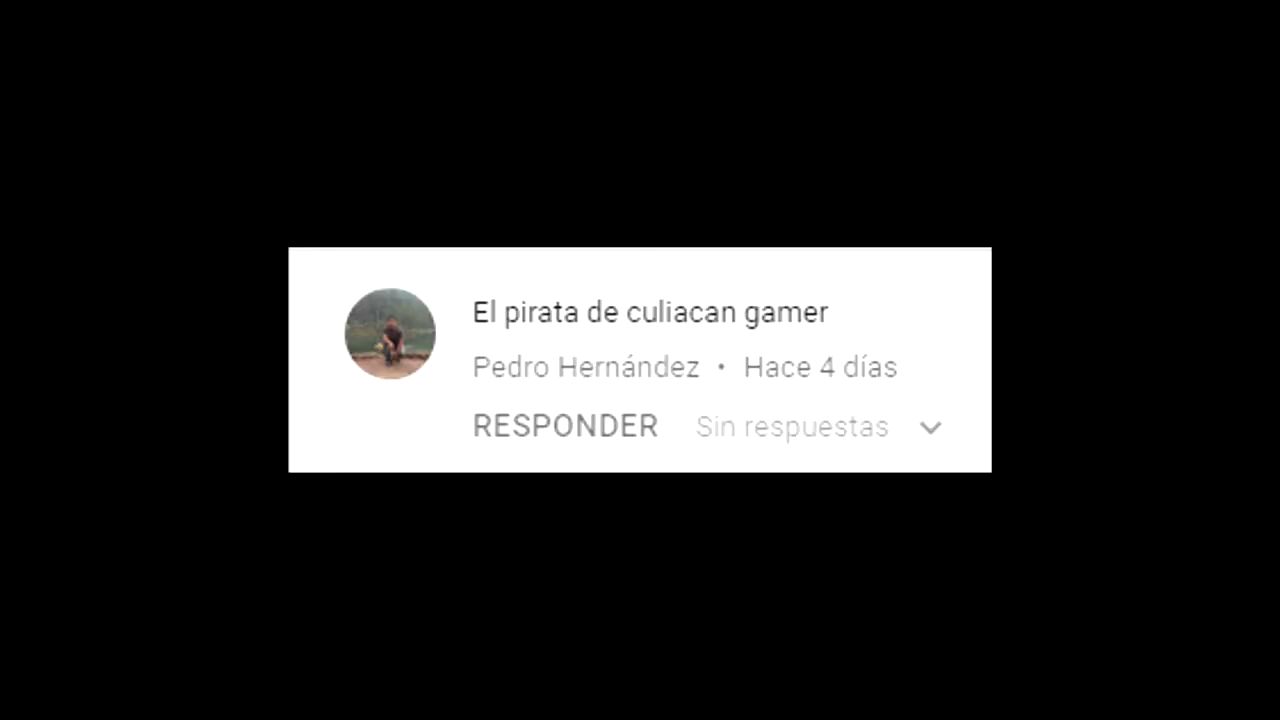 El pirata de culiacan gamer
Pedro Hernández • Hace 4 días
RESPONDER Sin respuestas